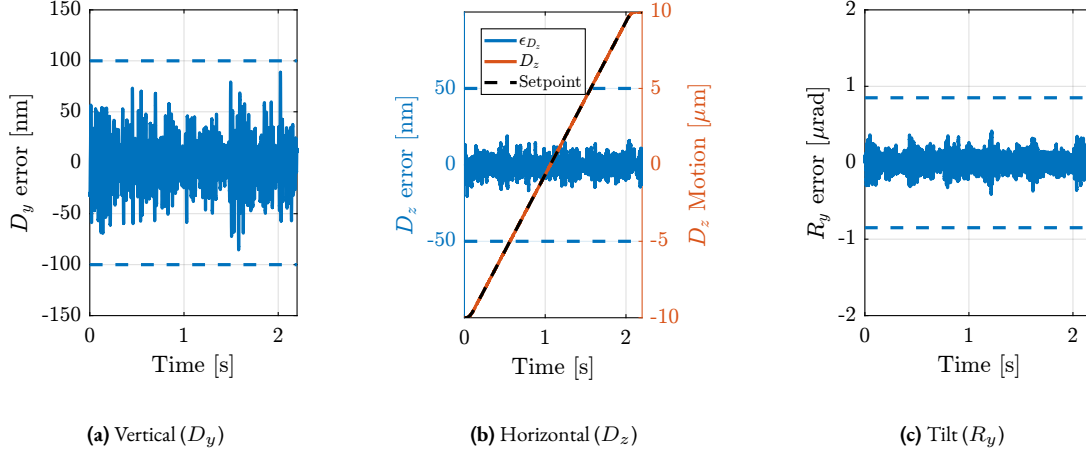 150
100
50
0
-50
-100
-150
0
1
2
D_y error [nm]
Time [s]
(a) Vertical (D_y)
ϵ_{D_z}
D_z
Setpoint
50
0
-50
0
1
2
D_z error [nm]
10
5
0
-5
-10
D_z Motion [μm]
Time [s]
(b) Horizontal (D_z)
2
1
0
-1
-2
0
1
2
R_y error [μrad]
Time [s]
(c) Tilt (R_y)